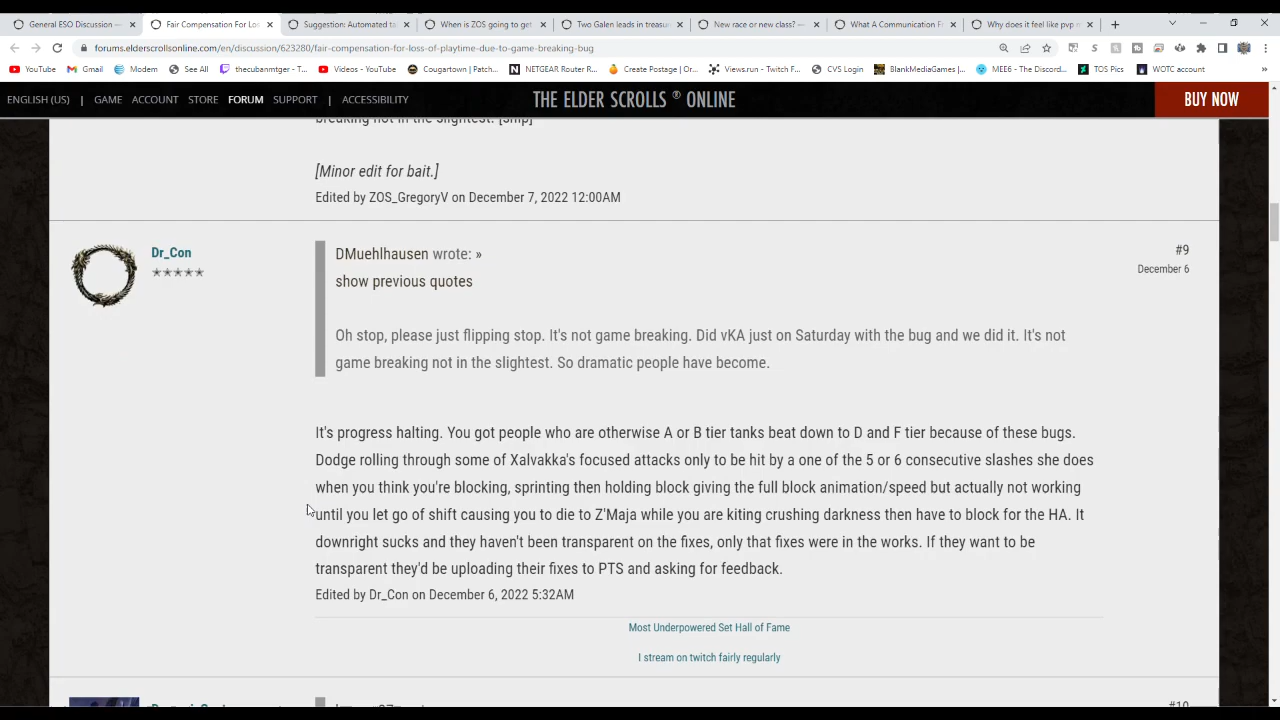 General ESO Discussion —
Fair Compensation For Los
Suggestion: Automated ta
When is ZOS going to get
Two Galen leads in treasur
New race or new class? —
What A Communication F
Why does it feel like pvp m
forums.elderscrollsonline.com/en/discussion/623280/fair-compensation-for-loss-of-playtime-due-to-game-breaking-bug
YouTube
Gmail
Modem
See All
thecubanmtger - T...
Videos - YouTube
Cougartown | Patch...
NETGEAR Router R...
Create Postage | Or...
Views.run - Twitch F...
CVS Login
BlankMediaGames |...
MEE6 - The Discord...
TOS Pics
WOTC account
»
ENGLISH (US) | GAME ACCOUNT STORE FORUM SUPPORT | ACCESSIBILITY
THE ELDER SCROLLS ® ONLINE
BUY NOW
breaking not in the slightest. [snip]
[Minor edit for bait.]
Edited by ZOS_GregoryV on December 7, 2022 12:00AM
Dr_Con
#9
December 6
DMuehlhausen wrote: »
show previous quotes
Oh stop, please just flipping stop. It's not game breaking. Did vKA just on Saturday with the bug and we did it. It's not
game breaking not in the slightest. So dramatic people have become.
It's progress halting. You got people who are otherwise A or B tier tanks beat down to D and F tier because of these bugs.
Dodge rolling through some of Xalvakka's focused attacks only to be hit by a one of the 5 or 6 consecutive slashes she does
when you think you're blocking, sprinting then holding block giving the full block animation/speed but actually not working
until you let go of shift causing you to die to Z'Maja while you are kiting crushing darkness then have to block for the HA. It
downright sucks and they haven't been transparent on the fixes, only that fixes were in the works. If they want to be
transparent they'd be uploading their fixes to PTS and asking for feedback.
Edited by Dr_Con on December 6, 2022 5:32AM
Most Underpowered Set Hall of Fame
I stream on twitch fairly regularly